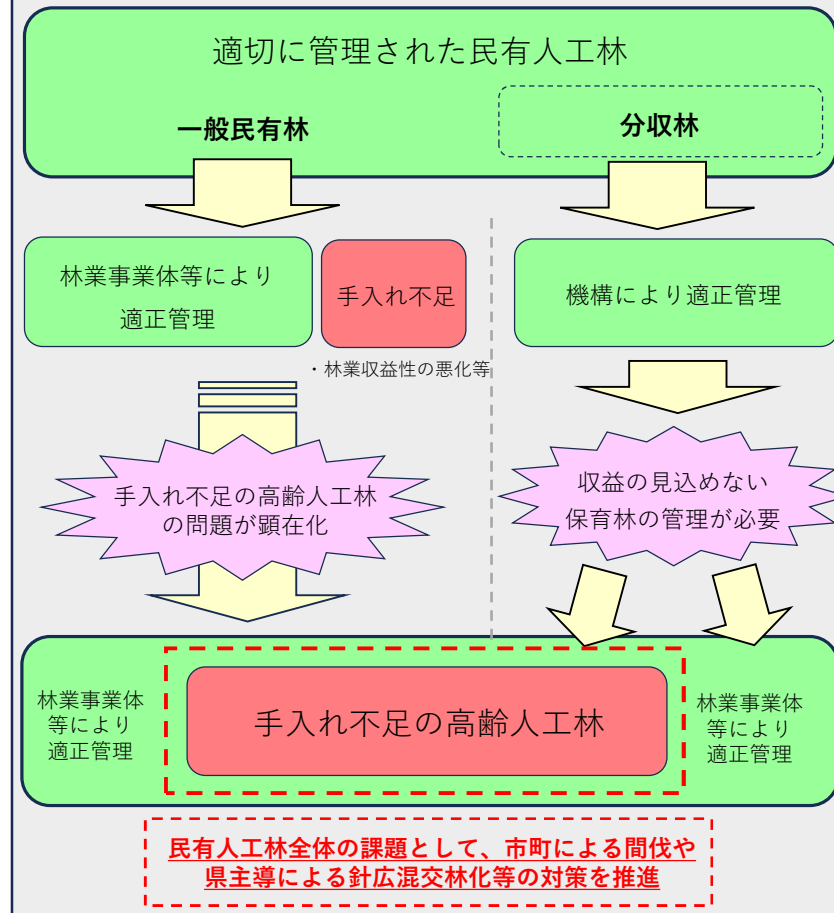 適切に管理された民有人工林
一般民有林
分収林
林業事業体等により
適正管理
手入れ不足
機構により適正管理
・林業収益性の悪化等
手入れ不足の高齢人工林
の問題が顕在化
収益の見込めない
保育林の管理が必要
林業事業体
等により
適正管理
手入れ不足の高齢人工林
林業事業体
等により
適正管理
民有人工林全体の課題として、市町による間伐や
県主導による針広混交林化等の対策を推進